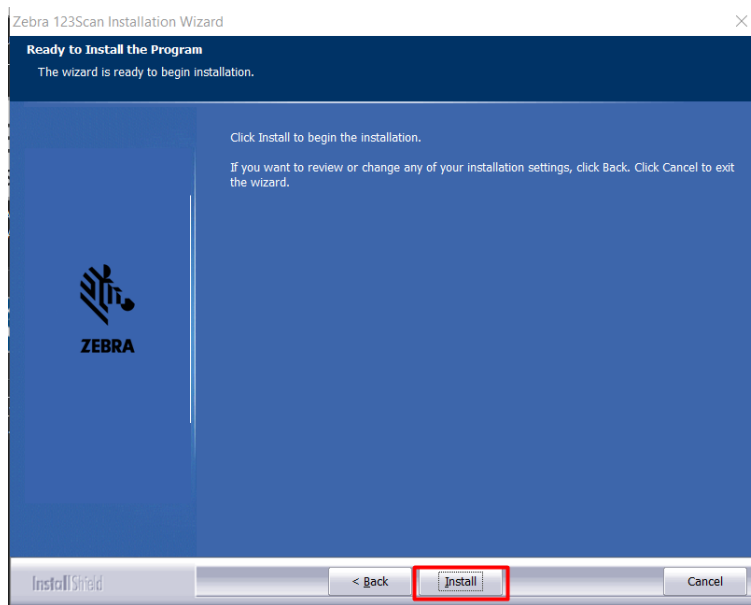 Zebra 123Scan Installation Wizard
Ready to Install the Program
The wizard is ready to begin installation.
Click Install to begin the installation.
If you want to review or change any of your installation settings, click Back. Click Cancel to exit
the wizard.
ZEBRA
InstallShield
< Back
Install
Cancel